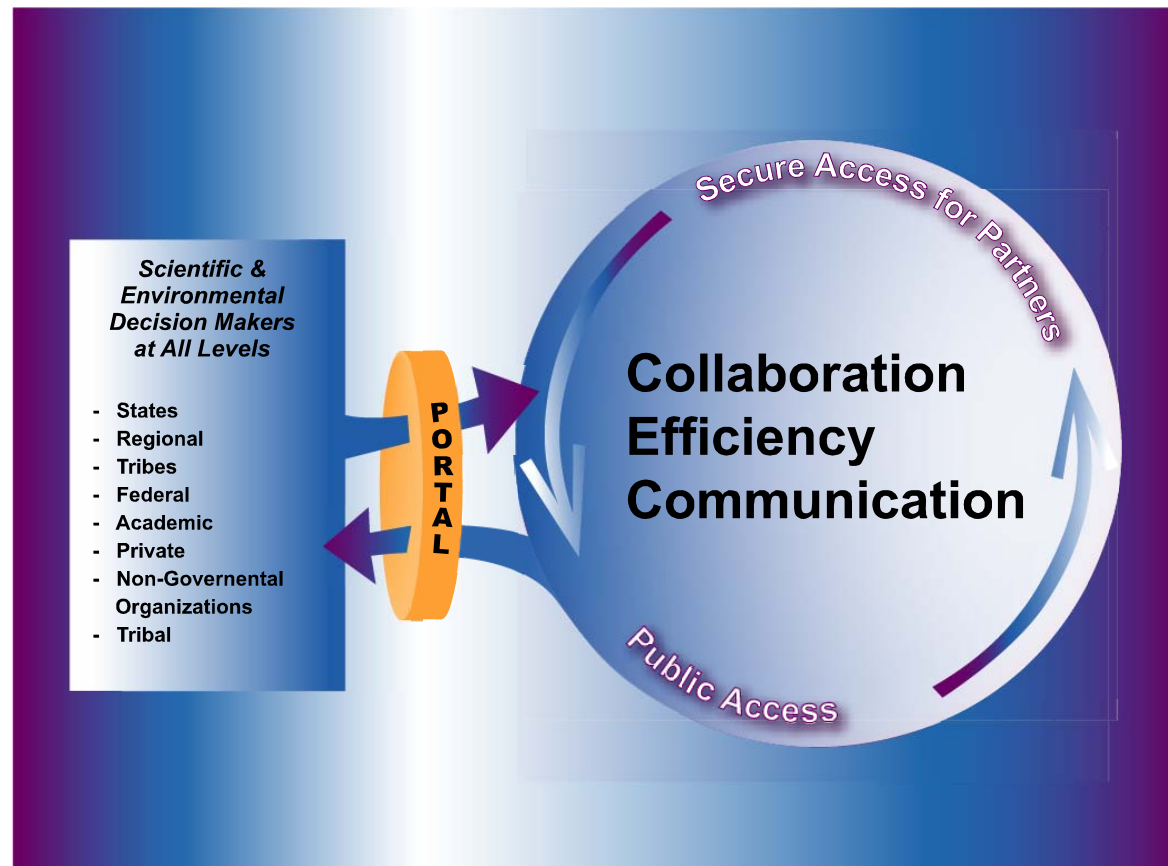 Scientific &
Environmental
Decision Makers
at All Levels
- States
- Regional
- Tribes
- Federal
- Academic
- Private
- Non-Governental
Organizations
- Tribal
PORTAL
Secure Access for Partners
Collaboration
Efficiency
Communication
Public Access